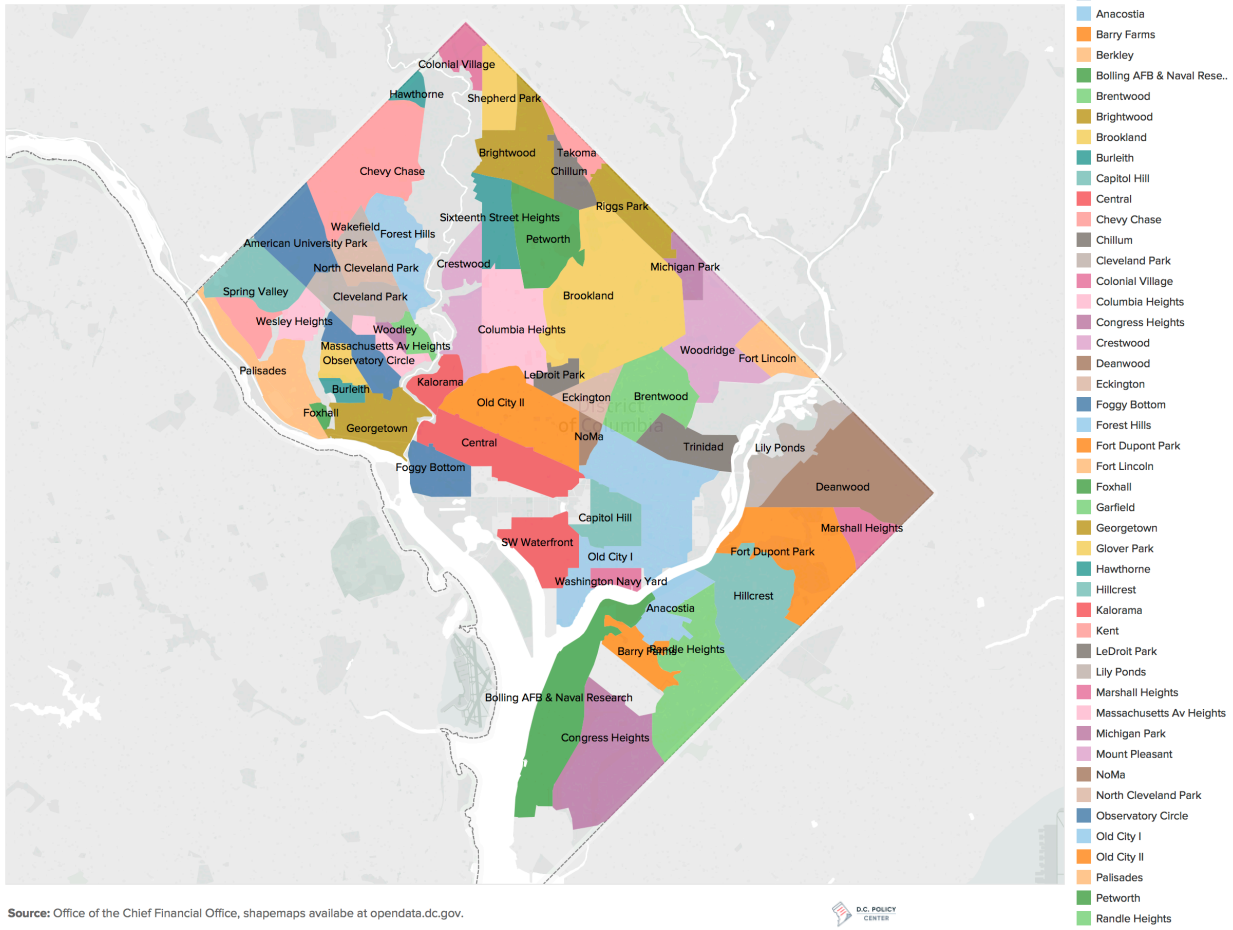 Colonial Village
Hawthorne
Shepherd Park
Brightwood
Takoma
Chillum
Chevy Chase
Riggs Park
Sixteenth Street Heights
Wakefield
Forest Hills
American University Park
Petworth
Crestwood
North Cleveland Park
Michigan Park
Spring Valley
Cleveland Park
Brookland
Wesley Heights
Woodley
Columbia Heights
Massachusetts Av Heights
Observatory Circle
Woodridge
Fort Lincoln
Palisades
LeDroit Park
Kalorama
Burleith
Eckington
Brentwood
Old City II
District
of Columbia
Foxhall
Georgetown
NoMa
Central
Trinidad
Lily Ponds
Foggy Bottom
Deanwood
Capitol Hill
Marshall Heights
SW Waterfront
Fort Dupont Park
Old City I
Washington Navy Yard
Hillcrest
Anacostia
Barry Farms
Randle Heights
Bolling AFB & Naval Research
Congress Heights
Anacostia
Barry Farms
Berkley
Bolling AFB & Naval Rese..
Brentwood
Brightwood
Brookland
Burleith
Capitol Hill
Central
Chevy Chase
Chillum
Cleveland Park
Colonial Village
Columbia Heights
Congress Heights
Crestwood
Deanwood
Eckington
Foggy Bottom
Forest Hills
Fort Dupont Park
Fort Lincoln
Foxhall
Garfield
Georgetown
Glover Park
Hawthorne
Hillcrest
Kalorama
Kent
LeDroit Park
Lily Ponds
Marshall Heights
Massachusetts Av Heights
Michigan Park
Mount Pleasant
NoMa
North Cleveland Park
Observatory Circle
Old City I
Old City II
Palisades
Petworth
Randle Heights
Source: Office of the Chief Financial Office, shapemaps availabe at opendata.dc.gov.
D.C. POLICY
CENTER